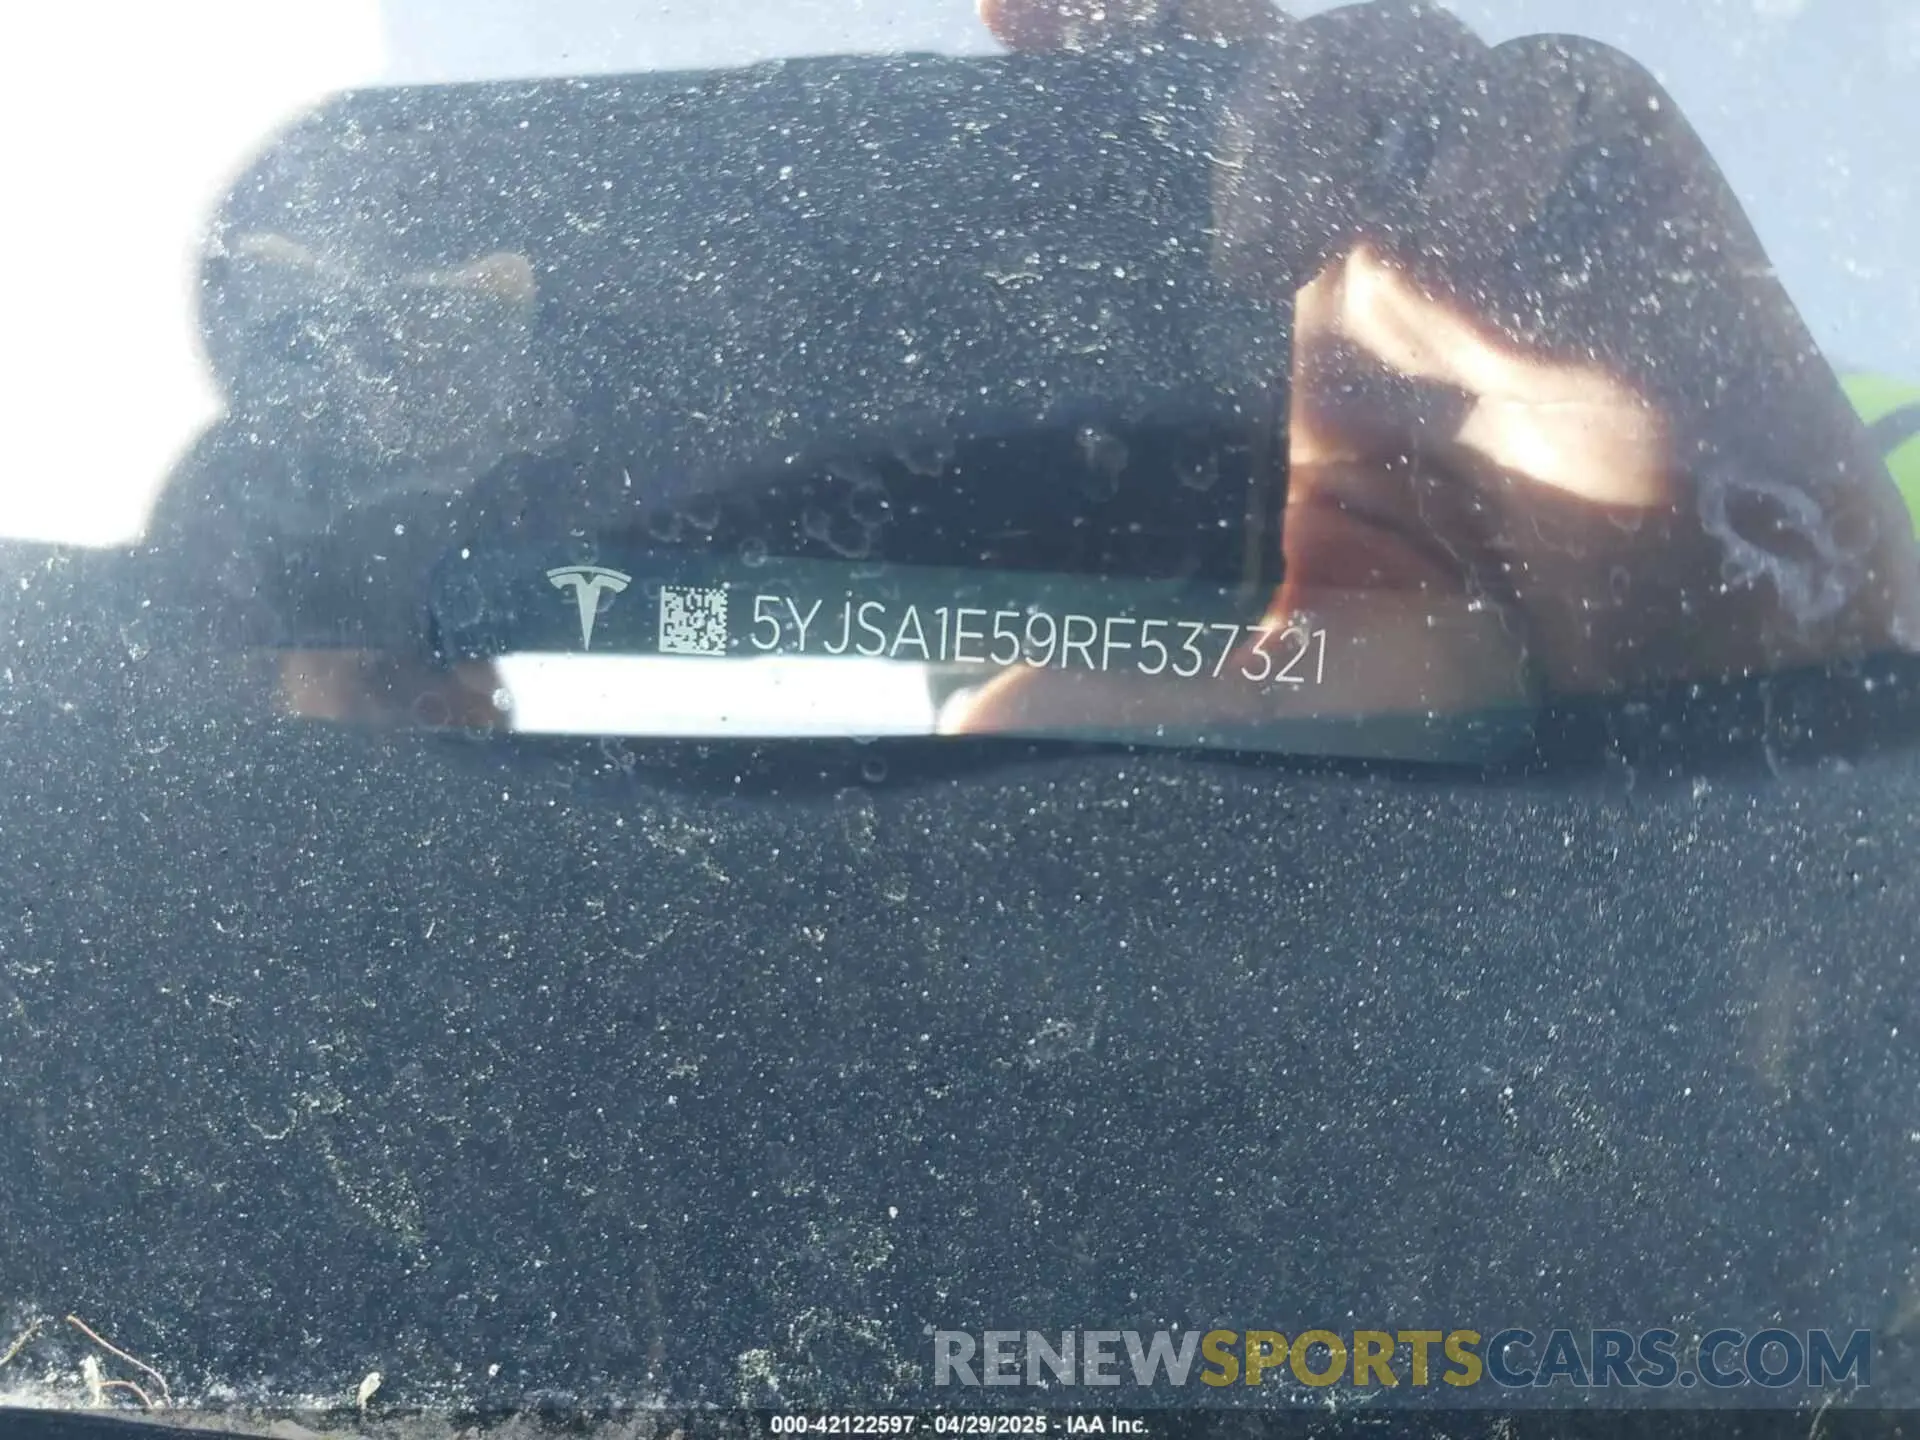 5YJSA1E59RF537321
RENEWSPORTSCARS.COM
000-42122597 - 04/29/2025 - IAA Inc.